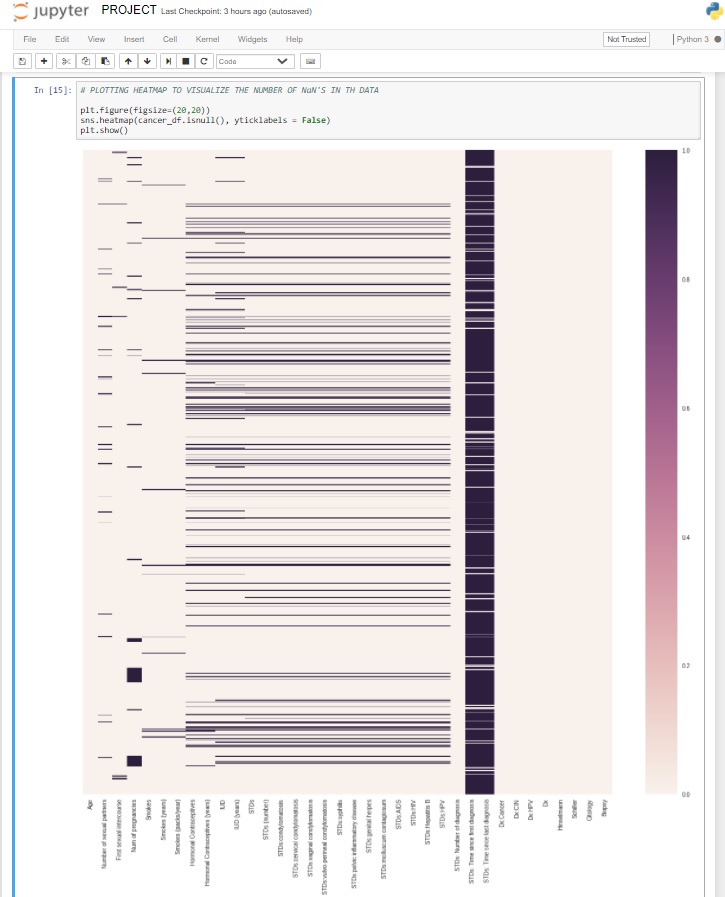 jupyter PROJECT Last Checkpoint: 3 hours ago (autosaved)
File Edit View Insert Cell Kernel Widgets Help
Not Trusted Python 3
Code
In [15]:
# PLOTTING HEATMAP TO VISUALIZE THE NUMBER OF NaN'S IN TH DATA
plt.figure(figsize=(20,20))
sns.heatmap(cancer_df.isnull(), yticklabels = False)
plt.show()
1.0
0.8
0.6
0.4
0.2
0.0
Age
Number of sexual partners
First sexual intercourse
Num of pregnancies
Smokes
Smokes (years)
Smokes (packs/year)
Hormonal Contraceptives
Hormonal Contraceptives (years)
IUD
IUD (years)
STDs
STDs (number)
STDs:condylomatosis
STDs:cervical condylomatosis
STDs:vaginal condylomatosis
STDs:vulvo-perineal condylomatosis
STDs:syphilis
STDs:pelvic inflammatory disease
STDs:genital herpes
STDs:molluscum contagiosum
STDs:AIDS
STDs:HIV
STDs:Hepatitis B
STDs:HPV
STDs: Number of diagnosis
STDs: Time since first diagnosis
STDs: Time since last diagnosis
Dx:Cancer
Dx:CIN
Dx:HPV
Dx
Hinselmann
Schiller
Citology
Biopsy